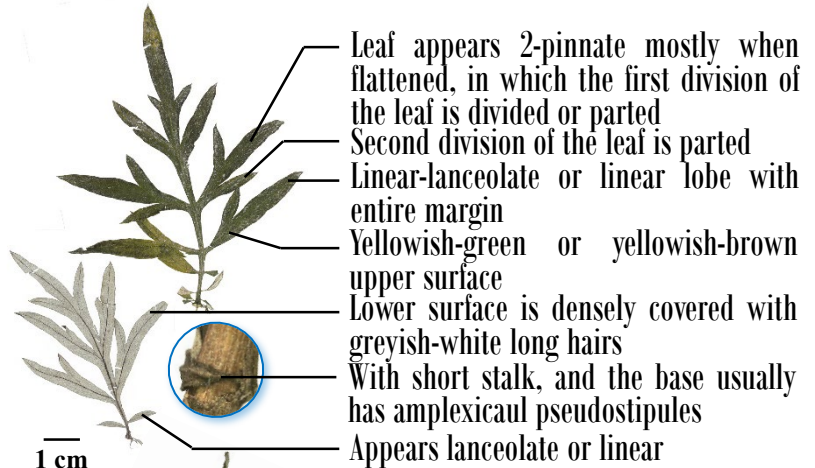 Leaf appears 2-pinnate mostly when
flattened, in which the first division of
the leaf is divided or parted
Second division of the leaf is parted
Linear-lanceolate or linear lobe with
entire margin
Yellowish-green or yellowish-brown
upper surface
Lower surface is densely covered with
greyish-white long hairs
With short stalk, and the base usually
has amplexicaul pseudostipules
Appears lanceolate or linear
1 cm